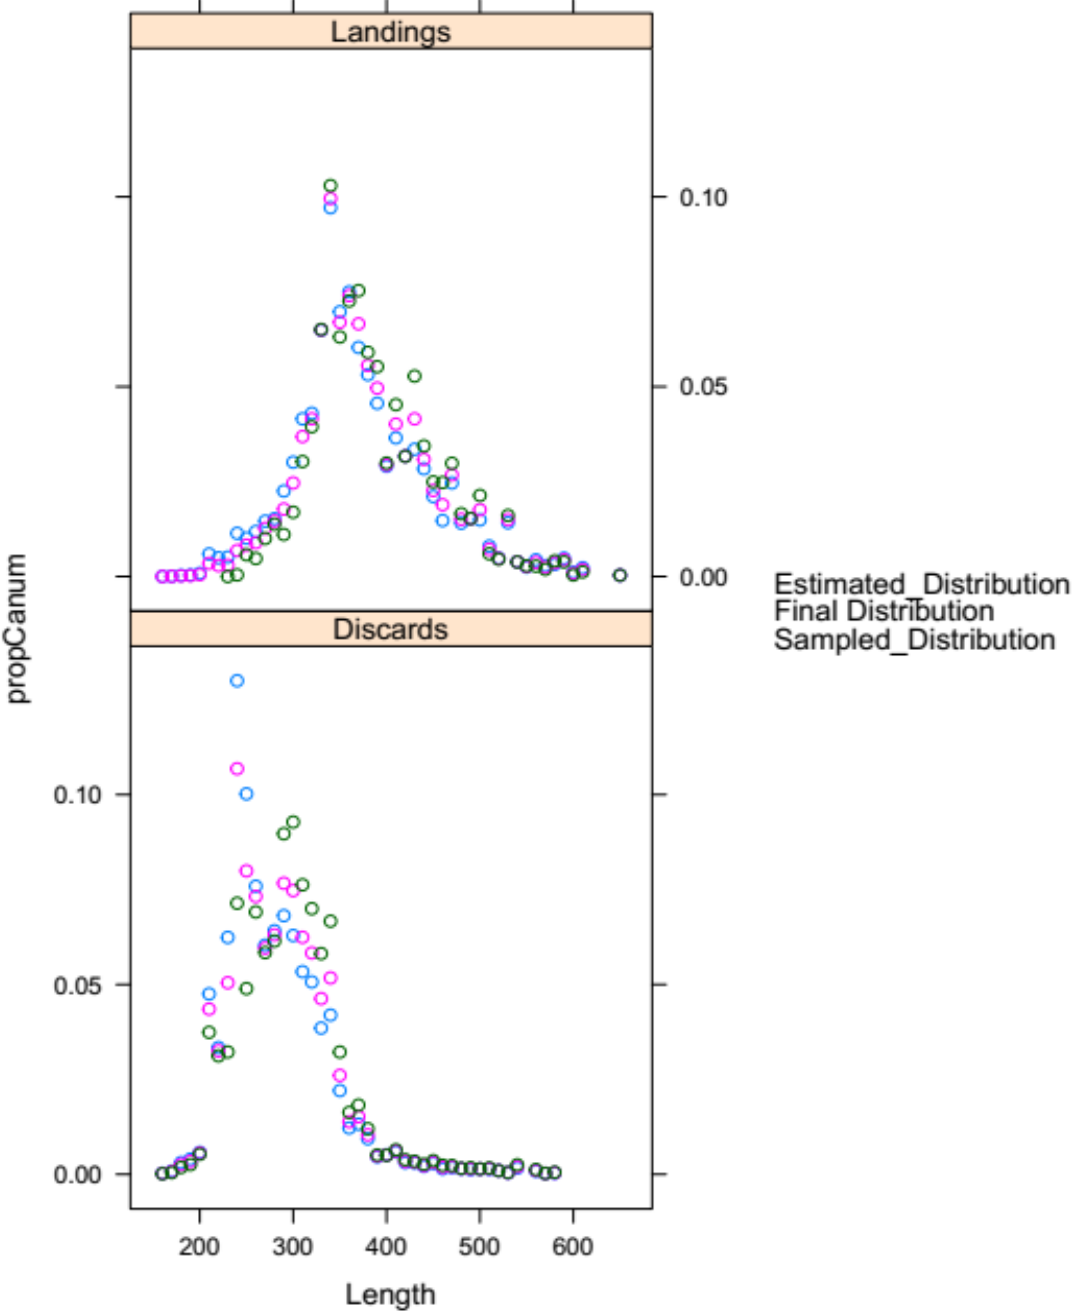 Landings
0.10
0.05
0.00
Estimated_Distribution
Final Distribution
Sampled_Distribution
propCanum
Discards
0.10
0.05
0.00
200 300 400 500 600
Length